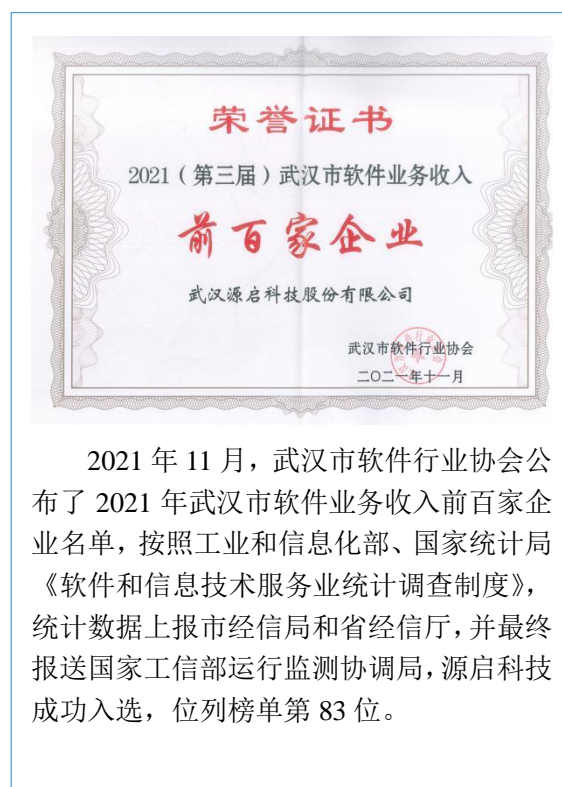 荣誉证书
2021（第三届）武汉市软件业务收入
前百家企业
武汉源启科技股份有限公司
武汉市软件行业协会
二〇二一年十一月
2021 年 11 月，武汉市软件行业协会公
布了 2021 年武汉市软件业务收入前百家企
业名单，按照工业和信息化部、国家统计局
《软件和信息技术服务业统计调查制度》，
统计数据上报市经信局和省经信厅，并最终
报送国家工信部运行监测协调局，源启科技
成功入选，位列榜单第 83 位。